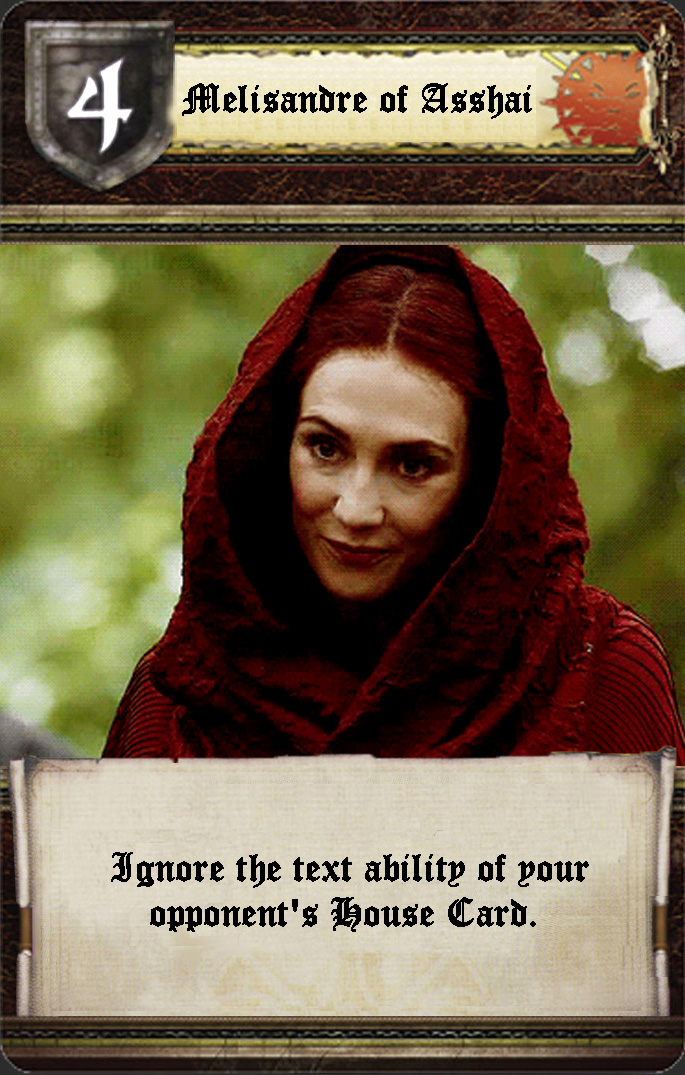 4
Melisandre of Asshai
Ignore the text ability of your
opponent's House Card.